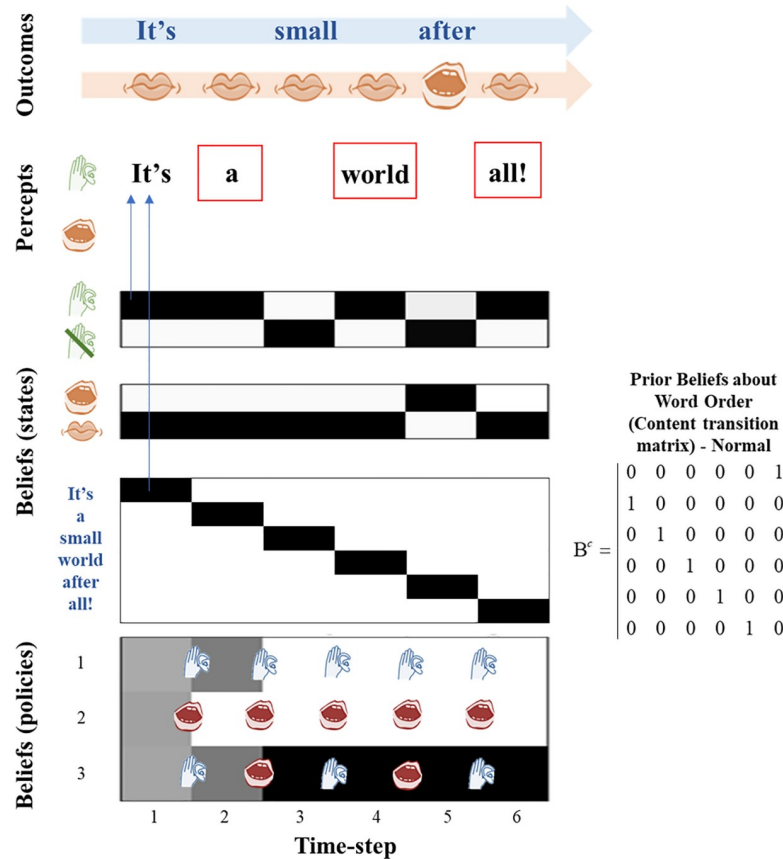 Outcomes
It's small after
Percepts
It's a world all!
Beliefs (states)
It's
a
small
world
after
all!
Prior Beliefs about
Word Order
(Content transition
matrix) - Normal
Bᶜ =
0 0 0 0 0 1
1 0 0 0 0 0
0 1 0 0 0 0
0 0 1 0 0 0
0 0 0 1 0 0
0 0 0 0 1 0
Beliefs (policies)
1
2
3
1 2 3 4 5 6
Time-step